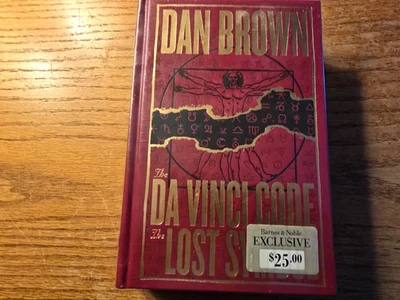 DAN BROWN
The
DA VINCI CODE
The
LOST
Barnes & Noble
EXCLUSIVE
$25.00